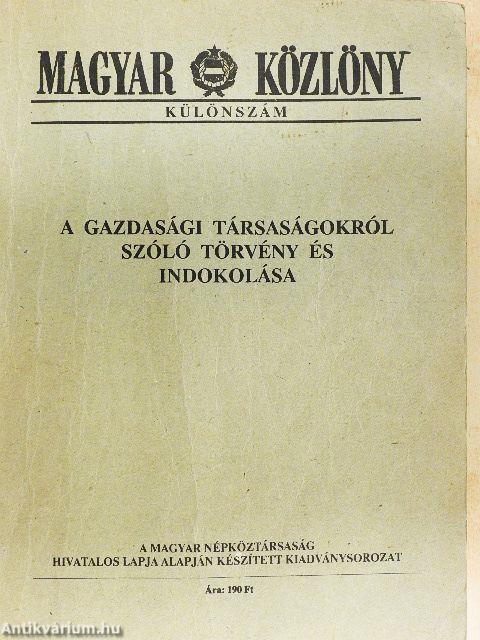 MAGYAR KÖZLÖNY
KÜLÖNSZÁM
A GAZDASÁGI TÁRSASÁGOKRÓL
SZÓLÓ TÖRVÉNY ÉS
INDOKOLÁSA
A MAGYAR NÉPKÖZTÁRSASÁG
HIVATALOS LAPJA ALAPJÁN KÉSZÍTETT KIADVÁNYSOROZAT
Ára: 190 Ft
Antikvárium.hu